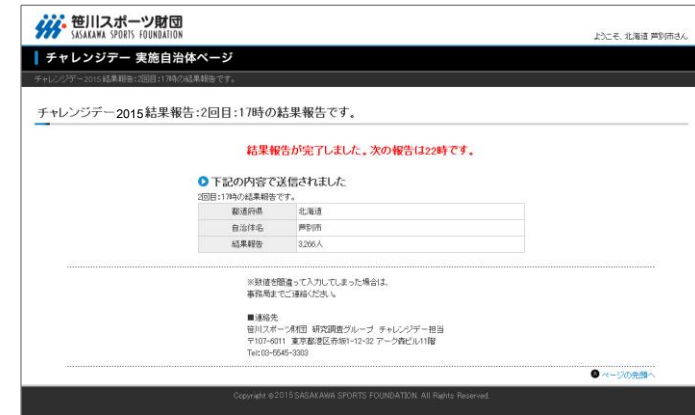 笹川スポーツ財団
SASAKAWA SPORTS FOUNDATION
ようこそ、北海道 芦別市さん
チャレンジデー 実施自治体ページ
チャレンジデー2015結果報告:2回目:17時の結果報告です。
チャレンジデー2015結果報告:2回目:17時の結果報告です。
結果報告が完了しました。次の報告は22時です。
下記の内容で送信されました
2回目:17時の結果報告です。
都道府県 北海道
自治体名 芦別市
結果報告 3,266人
※数値を間違って入力してしまった場合は、
事務局までご連絡ください。
■連絡先
笹川スポーツ財団 研究調査グループ チャレンジデー担当
〒107-6011 東京都港区赤坂1-12-32 アーク森ビル11階
Tel:03-5545-3303
ページの先頭へ
Copyright ©2015 SASAKAWA SPORTS FOUNDATION. All Rights Reserved.